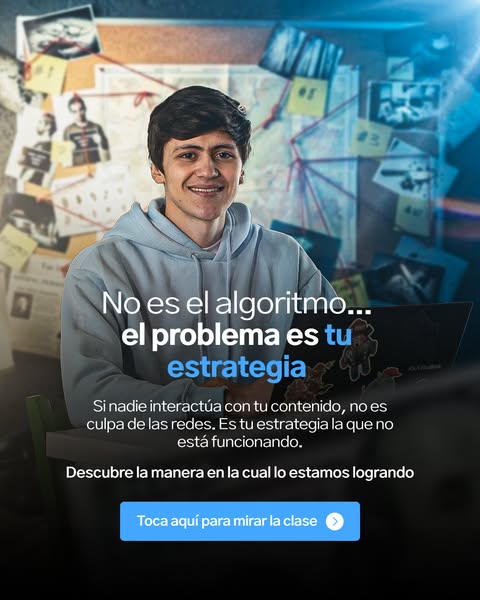 No es el algoritmo...
el problema es tu
estrategia
Si nadie interactúa con tu contenido, no es
culpa de las redes. Es tu estrategia la que no
está funcionando.
Descubre la manera en la cual lo estamos logrando
Toca aquí para mirar la clase